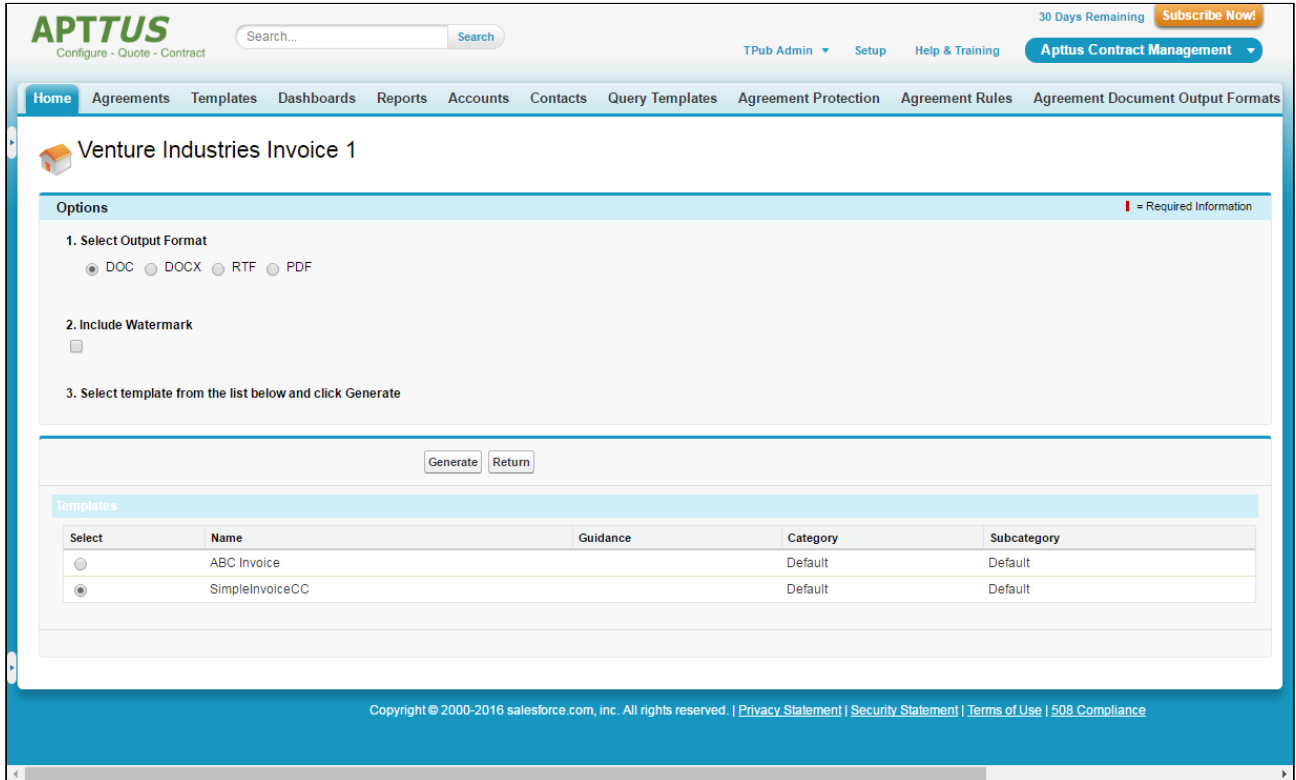 APTTUS
Configure - Quote - Contract
Search...
Search
30 Days Remaining
Subscribe Now!
TPub Admin
Setup
Help & Training
Apttus Contract Management
Home Agreements Templates Dashboards Reports Accounts Contacts Query Templates Agreement Protection Agreement Rules Agreement Document Output Formats
Venture Industries Invoice 1
Options
= Required Information
1. Select Output Format
DOC DOCX RTF PDF
2. Include Watermark
3. Select template from the list below and click Generate
Generate Return
Templates
Select Name Guidance Category Subcategory
ABC Invoice Default Default
SimpleInvoiceCC Default Default
Copyright © 2000-2016 salesforce.com, inc. All rights reserved. | Privacy Statement | Security Statement | Terms of Use | 508 Compliance